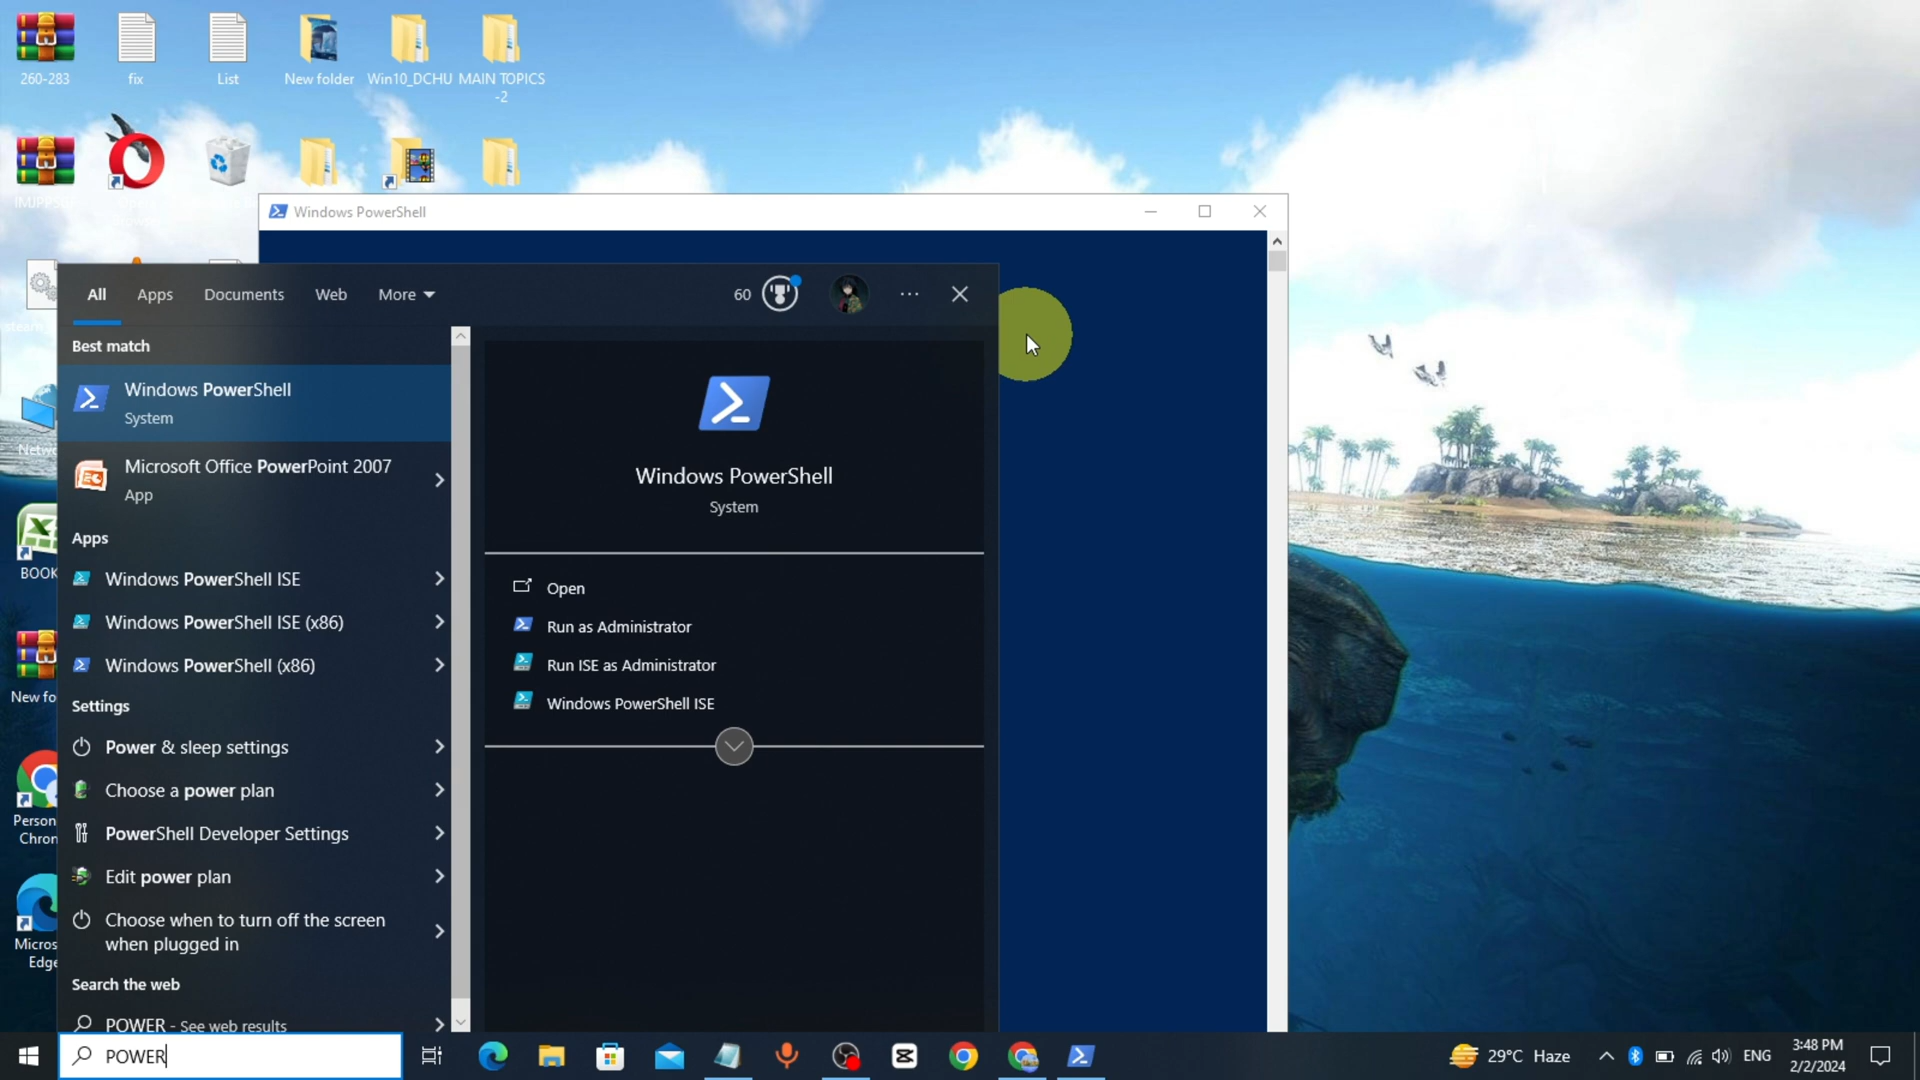 260-283
fix
List
New folder
Win10_DCHU
MAIN TOPICS
-2
Windows PowerShell
All
Apps
Documents
Web
More
60
Best match
Windows PowerShell
System
Microsoft Office PowerPoint 2007
App
Apps
Windows PowerShell ISE
Windows PowerShell ISE (x86)
Windows PowerShell (x86)
Settings
Power & sleep settings
Choose a power plan
PowerShell Developer Settings
Edit power plan
Choose when to turn off the screen
when plugged in
Search the web
POWER - See web results
Windows PowerShell
System
Open
Run as Administrator
Run ISE as Administrator
Windows PowerShell ISE
Netwo
BOOK
New fo
Person
Chron
Micros
Edge
POWER
29°C Haze
ENG
3:48 PM
2/2/2024